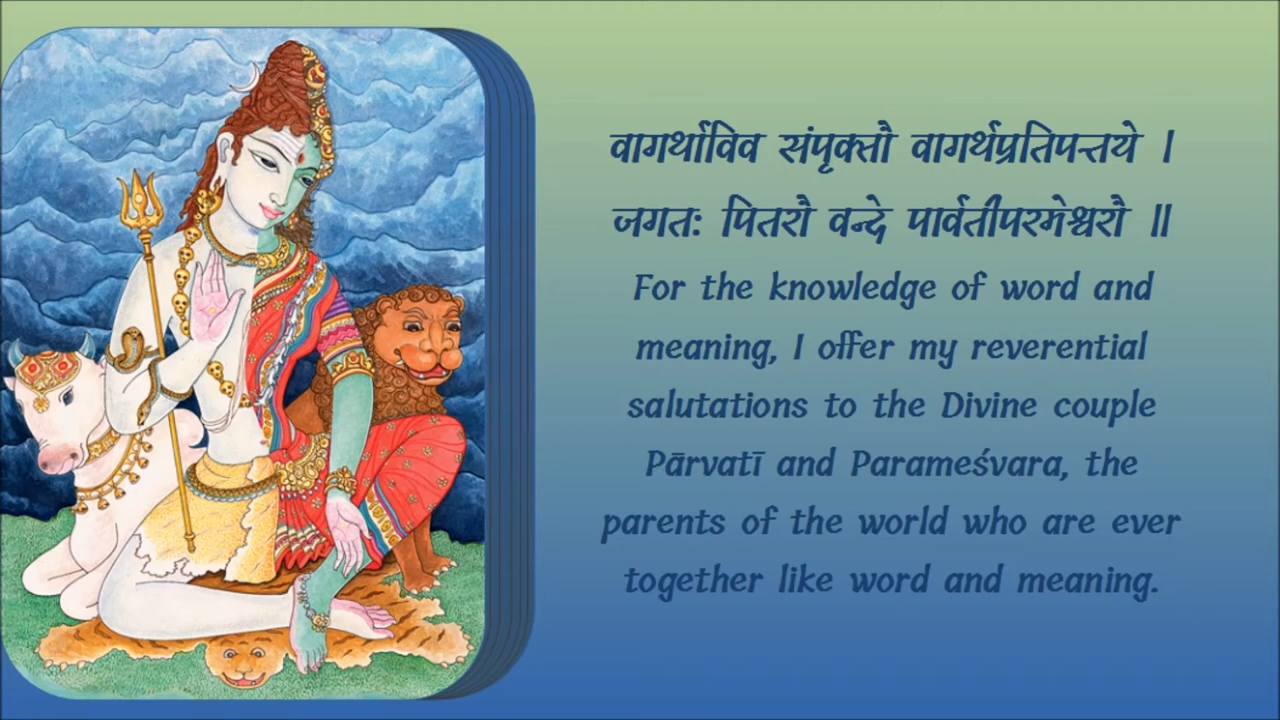 वागर्थाविव संपृक्तौ वागर्थप्रतिपत्तये ।
जगतः पितरौ वन्दे पार्वतीपरमेश्वरौ ॥
For the knowledge of word and
meaning, I offer my reverential
salutations to the Divine couple
Pārvatī and Parameśvara, the
parents of the world who are ever
together like word and meaning.